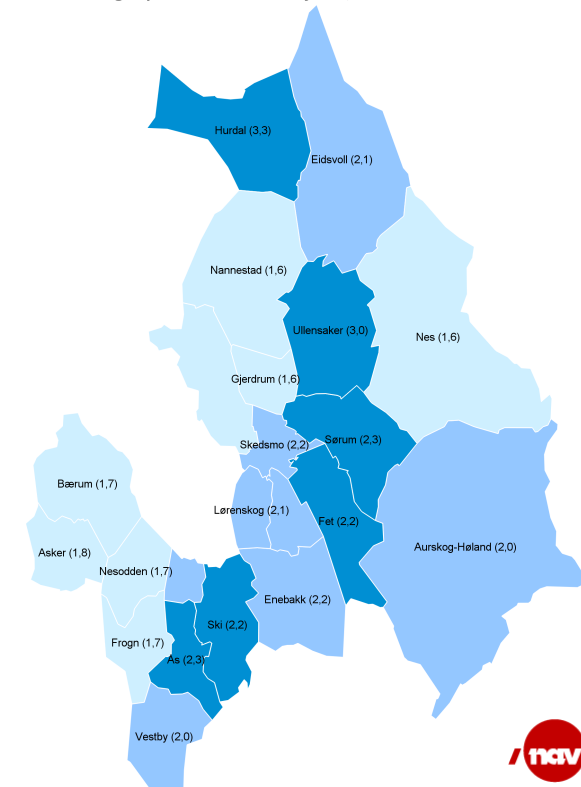 Hurdal (3,3)
Eidsvoll (2,1)
Nannestad (1,6)
Ullensaker (3,0)
Nes (1,6)
Gjerdrum (1,6)
Skedsmo (2,2)
Sørum (2,3)
Bærum (1,7)
Lørenskog (2,1)
Fet (2,2)
Aurskog-Høland (2,0)
Asker (1,8)
Nesodden (1,7)
Enebakk (2,2)
Ski (2,2)
Frogn (1,7)
Ås (2,3)
Vestby (2,0)
nav